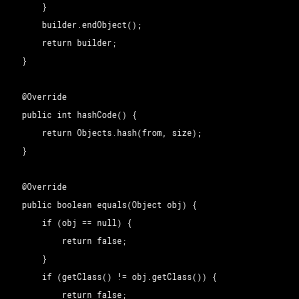 }
builder.endObject();
return builder;
}
@Override
public int hashCode() {
return Objects.hash(from, size);
}
@Override
public boolean equals(Object obj) {
if (obj == null) {
return false;
}
if (getClass() != obj.getClass()) {
return false;